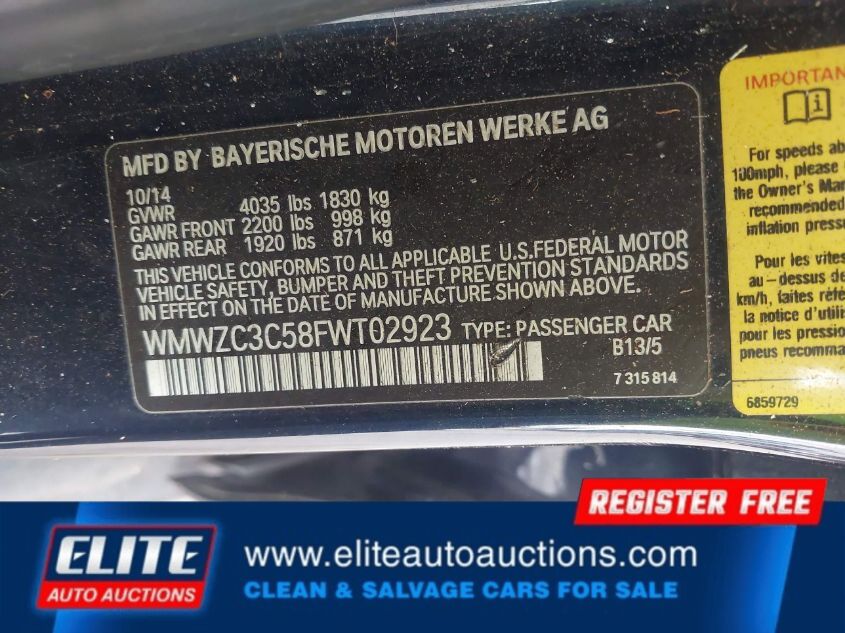 MFD BY BAYERISCHE MOTOREN WERKE AG
10/14
GVWR 4035 lbs 1830 kg
GAWR FRONT 2200 lbs 998 kg
GAWR REAR 1920 lbs 871 kg
THIS VEHICLE CONFORMS TO ALL APPLICABLE U.S.FEDERAL MOTOR
VEHICLE SAFETY, BUMPER AND THEFT PREVENTION STANDARDS
IN EFFECT ON THE DATE OF MANUFACTURE SHOWN ABOVE.
WMWZC3C58FWT02923 TYPE: PASSENGER CAR
B13/5
7 315 814
IMPORTAN
For speeds ab
100mph, please
the Owner's Man
recommended
inflation press
Pour les vites
au-dessus de
km/h, faites réfé
la notice d'utili
pour les pression
pneus recomma
6859729
REGISTER FREE
ELITE
AUTO AUCTIONS
www.eliteautoauctions.com
CLEAN & SALVAGE CARS FOR SALE